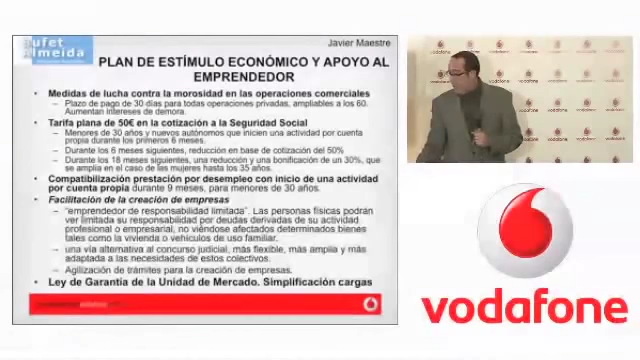 Bufet
Almeida
Javier Maestre
PLAN DE ESTÍMULO ECONÓMICO Y APOYO AL
EMPRENDEDOR
• Medidas de lucha contra la morosidad en las operaciones comerciales
– Plazo de pago de 30 días para todas operaciones privadas, ampliables a los 60.
Aumentan intereses de demora.
• Tarifa plana de 50€ en la cotización a la Seguridad Social
– Menores de 30 años y nuevos autónomos que inicien una actividad por cuenta
propia durante los primeros 6 meses.
– Durante los 6 meses siguientes, reducción en base de cotización del 50%
– Durante los 18 meses siguientes, una reducción y una bonificación de un 30%, que
se amplia en el caso de las mujeres hasta los 35 años.
• Compatibilización prestación por desempleo con inicio de una actividad
por cuenta propia durante 9 meses, para menores de 30 años.
• Facilitación de la creación de empresas
– "emprendedor de responsabilidad limitada". Las personas físicas podrán
ver limitada su responsabilidad por deudas derivadas de su actividad
profesional o empresarial, no viéndose afectados determinados bienes
tales como la vivienda o vehículos de uso familiar.
– una vía alternativa al concurso judicial, más flexible, más amplia y más
adaptada a las necesidades de estos colectivos.
– Agilización de trámites para la creación de empresas.
• Ley de Garantía de la Unidad de Mercado. Simplificación cargas
vodafone